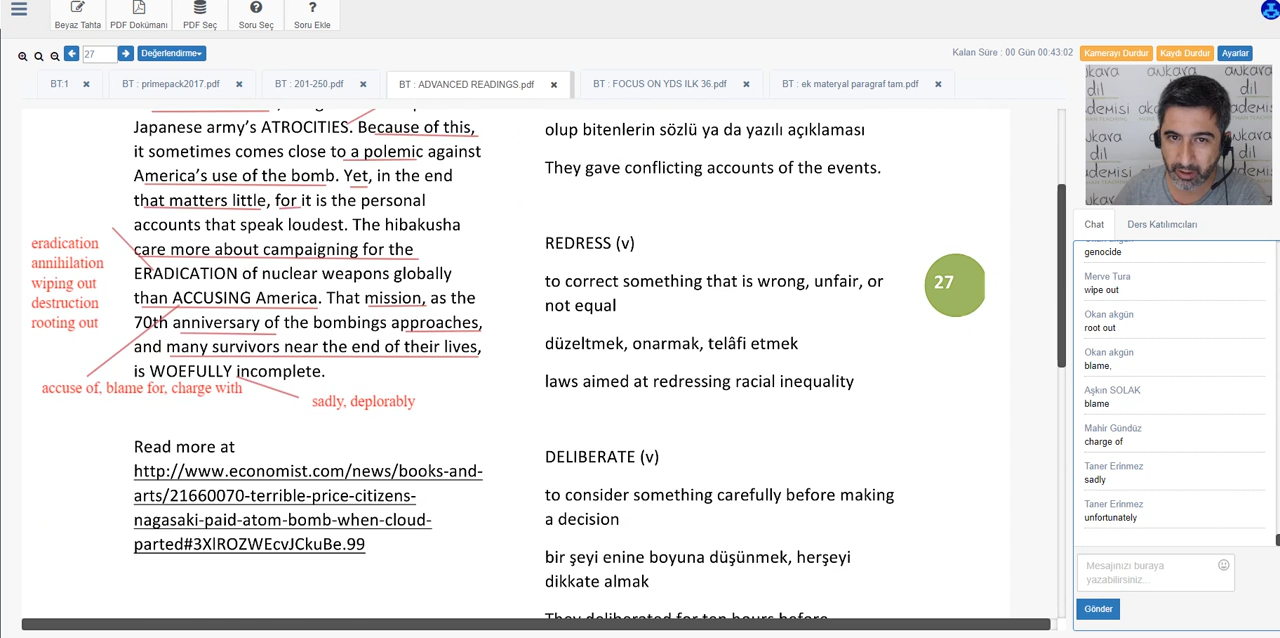 Beyaz Tahta
PDF Dokümanı
PDF Seç
Soru Seç
Soru Ekle
27
Değerlendirme
Kalan Süre : 00 Gün 00:43:02
Kamerayı Durdur
Kaydı Durdur
Ayarlar
BT:1
BT : primepack2017.pdf
BT : 201-250.pdf
BT : ADVANCED READINGS.pdf
BT : FOCUS ON YDS ILK 36.pdf
BT : ek materyal paragraf tam.pdf
Japanese army's ATROCITIES. Because of this,
it sometimes comes close to a polemic against
America's use of the bomb. Yet, in the end
that matters little, for it is the personal
accounts that speak loudest. The hibakusha
care more about campaigning for the
ERADICATION of nuclear weapons globally
than ACCUSING America. That mission, as the
70th anniversary of the bombings approaches,
and many survivors near the end of their lives,
is WOEFULLY incomplete.
eradication
annihilation
wiping out
destruction
rooting out
accuse of, blame for, charge with
sadly, deplorably
Read more at
http://www.economist.com/news/books-and-
arts/21660070-terrible-price-citizens-
nagasaki-paid-atom-bomb-when-cloud-
parted#3XlROZWEcvJCkuBe.99
olup bitenlerin sözlü ya da yazılı açıklaması
They gave conflicting accounts of the events.
REDRESS (v)
to correct something that is wrong, unfair, or
not equal
düzeltmek, onarmak, telâfi etmek
laws aimed at redressing racial inequality
DELIBERATE (v)
to consider something carefully before making
a decision
bir şeyi enine boyuna düşünmek, herşeyi
dikkate almak
They deliberated for ten hours before
27
ankara
dil
Chat
Ders Katılımcıları
Okan akgün
genocide
Merve Tura
wipe out
Okan akgün
root out
Okan akgün
blame,
Aşkın SOLAK
blame
Mahir Gündüz
charge of
Taner Erinmez
sadly
Taner Erinmez
unfortunately
Mesajınızı buraya
yazabilirsiniz...
Gönder